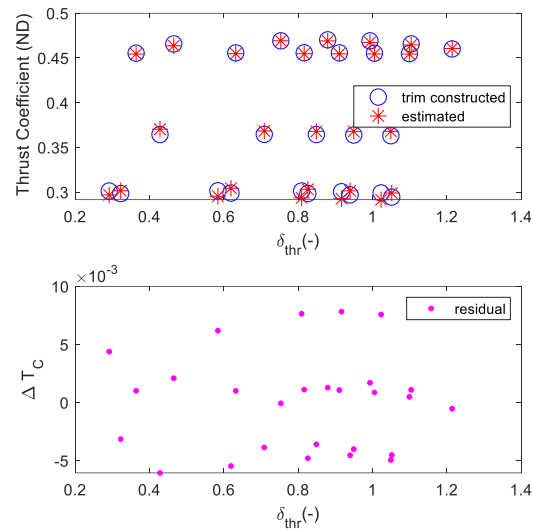 Thrust Coefficient (ND)
0.5
0.45
0.4
0.35
0.3
trim constructed
estimated
0.2 0.4 0.6 0.8 1 1.2 1.4
δthr(-)
×10-3
Δ TC
10
5
0
-5
residual
0.2 0.4 0.6 0.8 1 1.2 1.4
δthr(-)